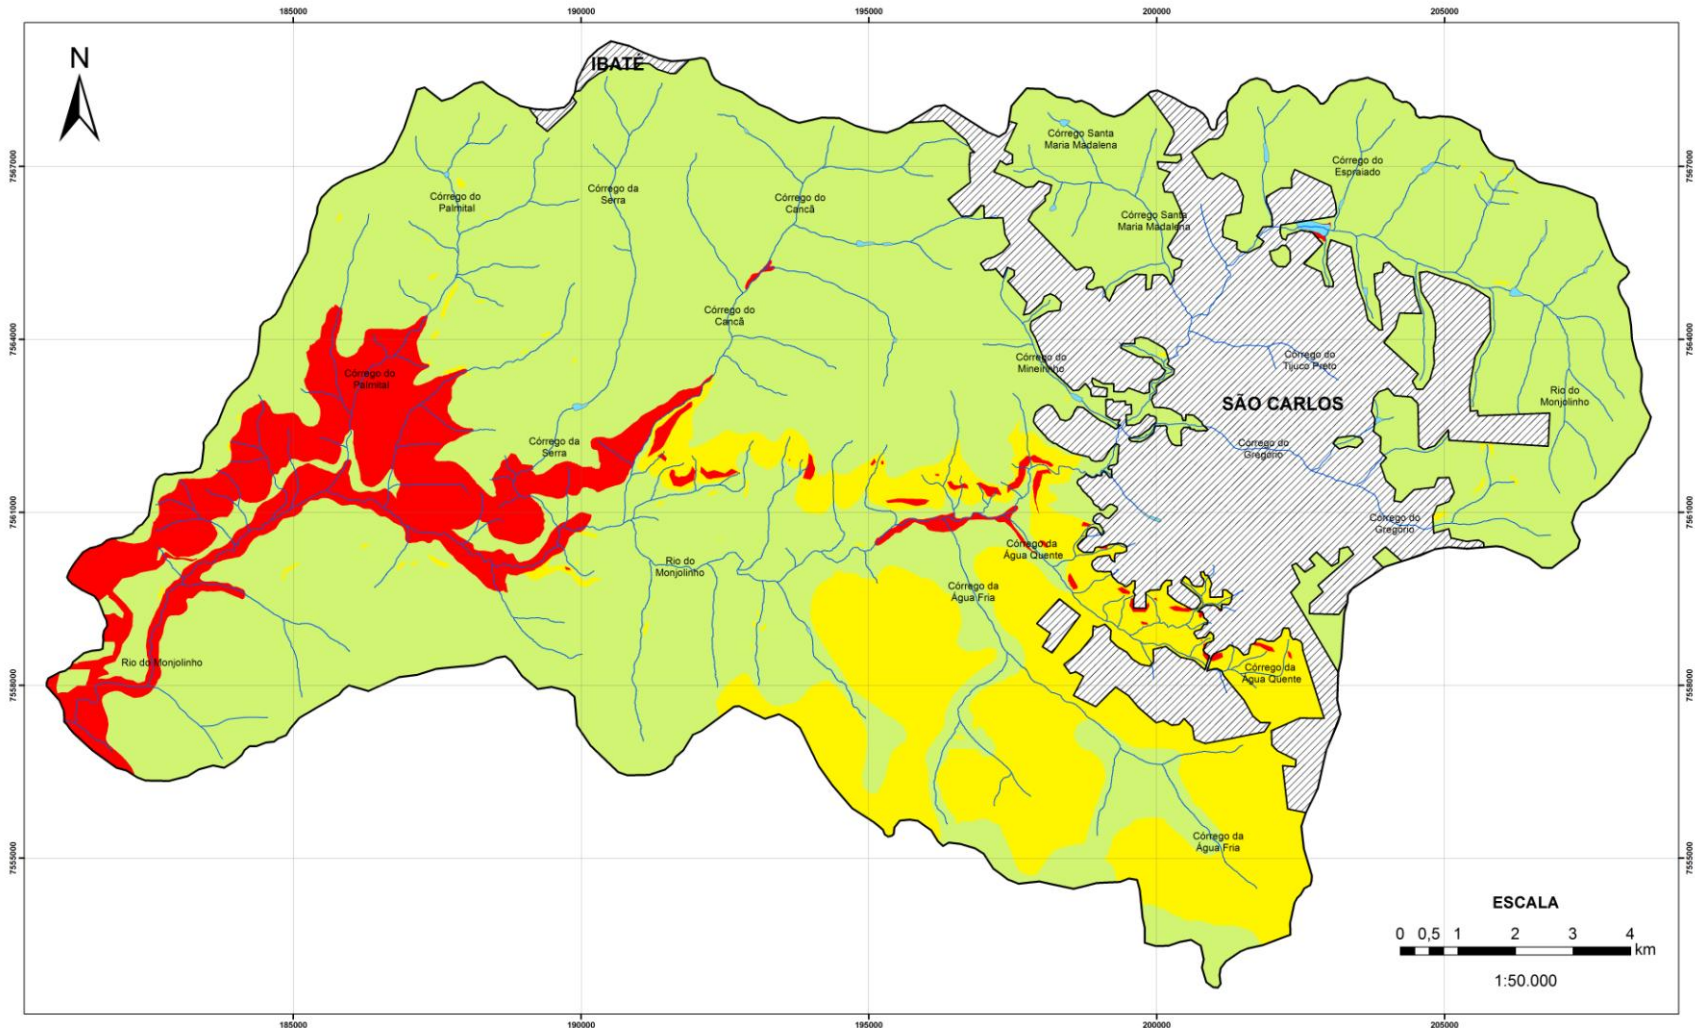 185000
190000
195000
200000
205000
N
IBATÉ
Córrego Santa
Maria Madalena
7567000
7567000
Córrego do
Espraiado
Córrego da
Serra
Córrego do
Palmital
Córrego do
Cancã
Córrego Santa
Maria Madalena
Córrego do
Cancã
7564000
7564000
Córrego do
Mineirinho
Córrego do
Tijuco Preto
Córrego do
Palmital
Rio do
Monjolinho
SÃO CARLOS
Córrego da
Serra
Córrego do
Gregório
7561000
7561000
Córrego do
Gregório
Córrego da
Água Quente
Rio do
Monjolinho
Córrego da
Água Fria
Rio do Monjolinho
Córrego da
Água Quente
7558000
7558000
Córrego da
Água Fria
7555000
7555000
ESCALA
0 0,5 1 2 3 4
km
1:50.000
185000
190000
195000
200000
205000